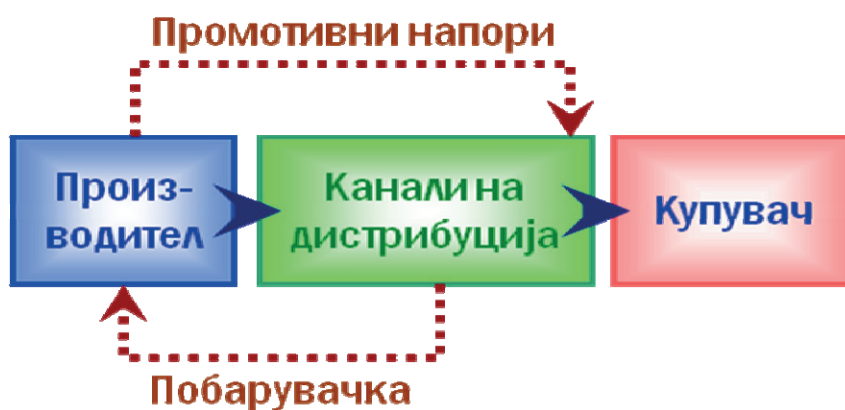 Промотивни напори
Произ-
водител
Канали на
дистрибуција
Купувач
Побарувачка